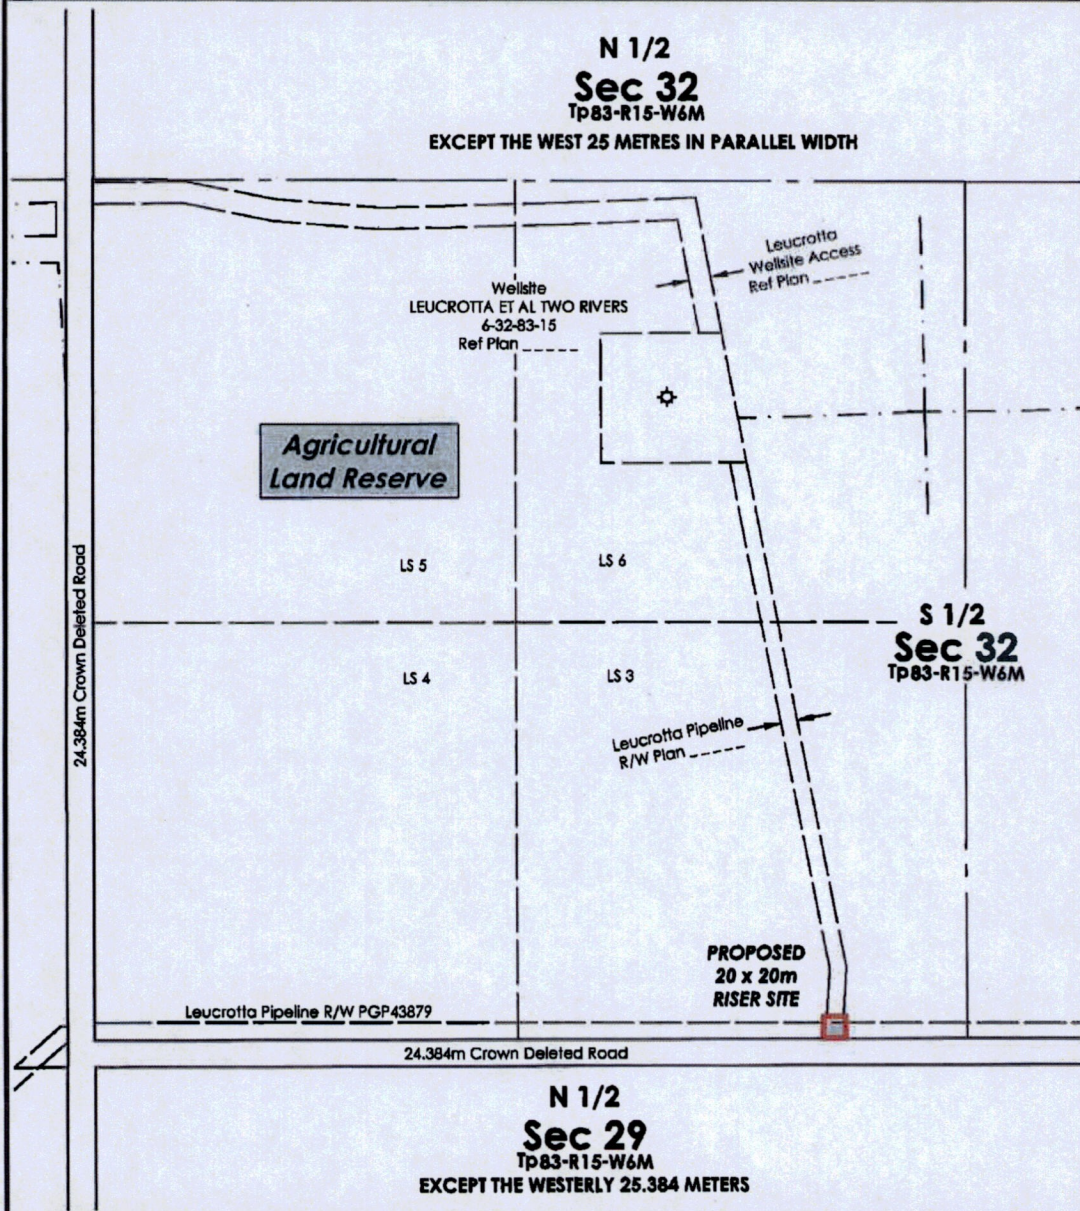 N 1/2
Sec 32
Tp83-R15-W6M
EXCEPT THE WEST 25 METRES IN PARALLEL WIDTH
Leucrotta
Wellsite Access
Ref Plan _ _ _ _ _
Wellsite
LEUCROTTA ET AL TWO RIVERS
6-32-83-15
Ref Plan _ _ _ _ _
Agricultural
Land Reserve
LS 5
LS 6
24.384m Crown Deleted Road
S 1/2
Sec 32
Tp83-R15-W6M
LS 4
LS 3
Leucrotta Pipeline
R/W Plan _ _ _ _ _
PROPOSED
20 x 20m
RISER SITE
Leucrotta Pipeline R/W PGP43879
24.384m Crown Deleted Road
N 1/2
Sec 29
Tp83-R15-W6M
EXCEPT THE WESTERLY 25.384 METERS